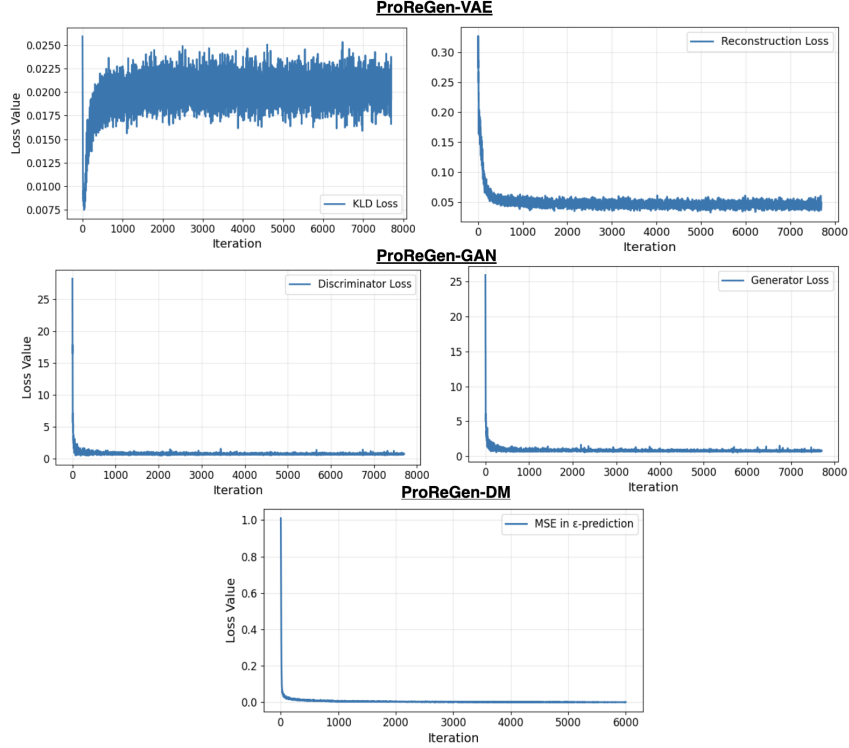 ProReGen-VAE
0.0250
0.0225
0.0200
0.0175
0.0150
0.0125
0.0100
0.0075
Loss Value
KLD Loss
0 1000 2000 3000 4000 5000 6000 7000 8000
Iteration
0.30
0.25
0.20
0.15
0.10
0.05
Reconstruction Loss
0 1000 2000 3000 4000 5000 6000 7000 8000
Iteration
ProReGen-GAN
25
20
15
10
5
0
Loss Value
Discriminator Loss
0 1000 2000 3000 4000 5000 6000 7000 8000
Iteration
25
20
15
10
5
0
Generator Loss
0 1000 2000 3000 4000 5000 6000 7000 8000
Iteration
ProReGen-DM
1.0
0.8
0.6
0.4
0.2
0.0
Loss Value
MSE in ε-prediction
0 1000 2000 3000 4000 5000 6000
Iteration